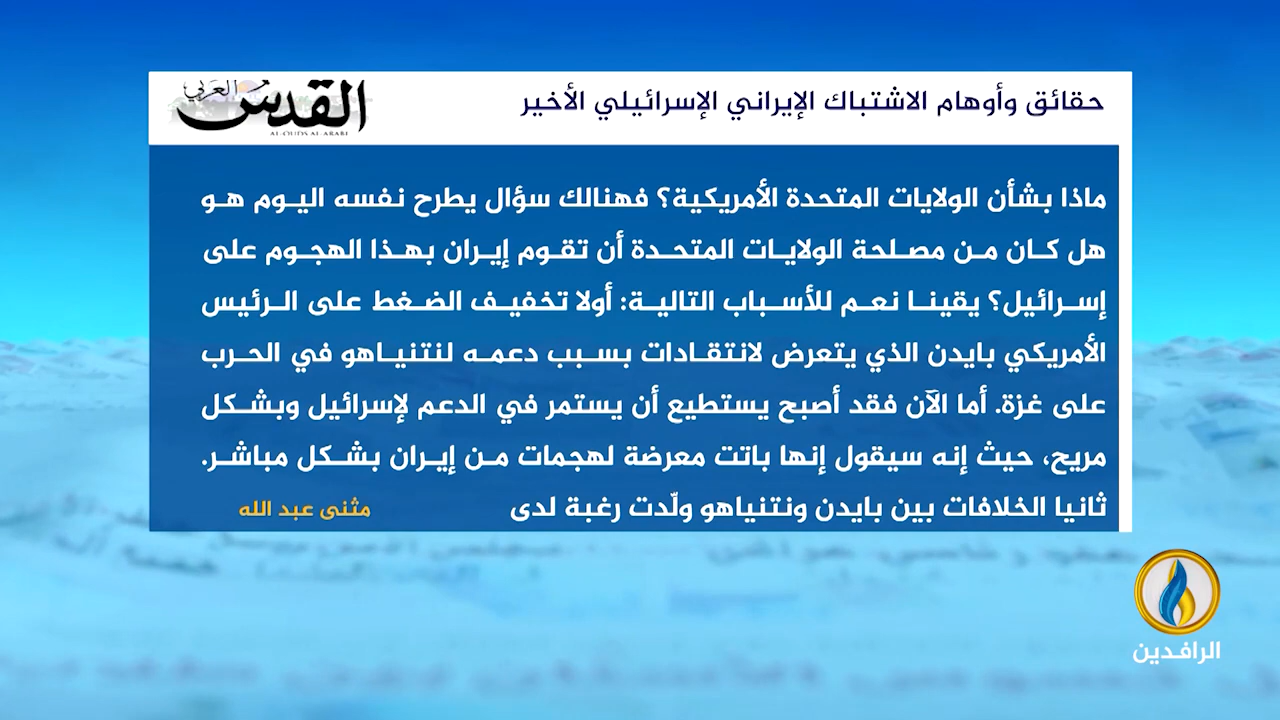 حقائق وأوهام الاشتباك الإيراني الإسرائيلي الأخير
القدس العربي
AL-QUDS AL-ARABI
ماذا بشأن الولايات المتحدة الأمريكية؟ فهنالك سؤال يطرح نفسه اليوم هو
هل كان من مصلحة الولايات المتحدة أن تقوم إيران بهذا الهجوم على
إسرائيل؟ يقينا نعم للأسباب التالية: أولا تخفيف الضغط على الرئيس
الأمريكي بايدن الذي يتعرض لانتقادات بسبب دعمه لنتنياهو في الحرب
على غزة. أما الآن فقد أصبح يستطيع أن يستمر في الدعم لإسرائيل وبشكل
مريح، حيث إنه سيقول إنها باتت معرضة لهجمات من إيران بشكل مباشر.
ثانيا الخلافات بين بايدن ونتنياهو ولّدت رغبة لدى
مثنى عبد الله
الرافدين